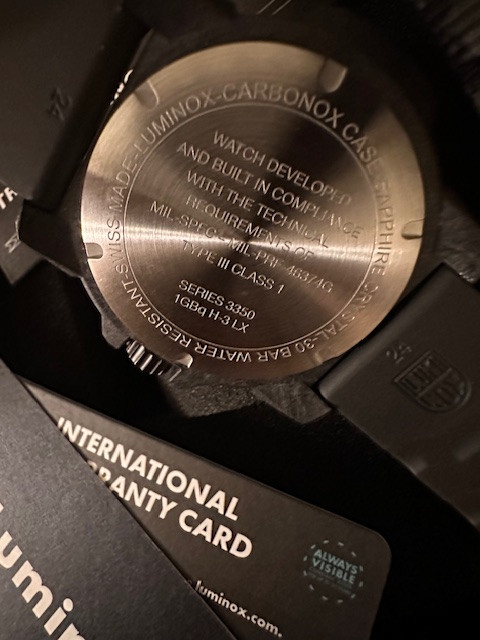 LUMINOX-CARBONOX CASE-SAPPHIRE CRYSTAL-30 BAR WATER RESISTANT-SWISS MADE-
WATCH DEVELOPED
AND BUILT IN COMPLIANCE
WITH THE TECHNICAL
REQUIREMENTS OF
MIL-SPEC - MIL-PRF-46374G
TYPE III CLASS 1
SERIES 3350
1GBq H-3 LX
24
24
INTERNATIONAL
CARD
ALWAYS
VISIBLE
luminox.com